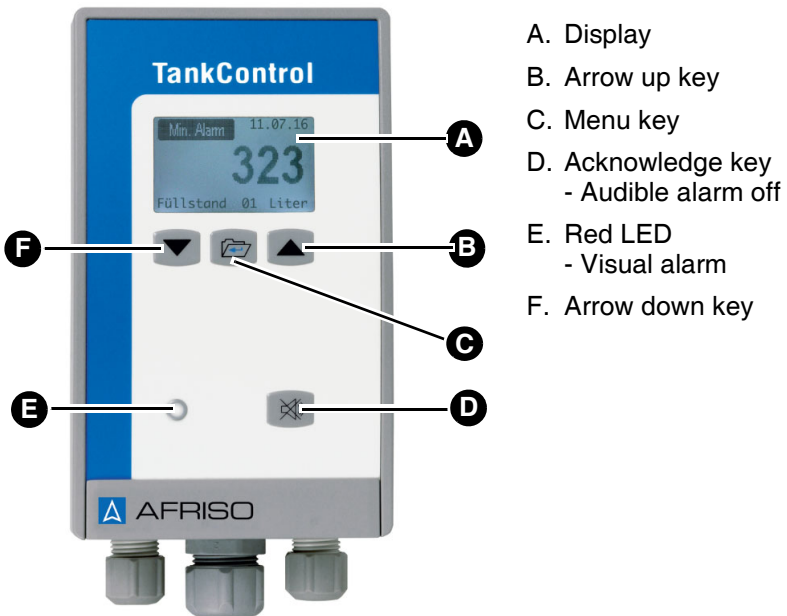 TankControl
Min. Alarm 11.07.16
323
Füllstand 01 Liter
A
F
B
C
E
D
AFRISO
A. Display
B. Arrow up key
C. Menu key
D. Acknowledge key
- Audible alarm off
E. Red LED
- Visual alarm
F. Arrow down key